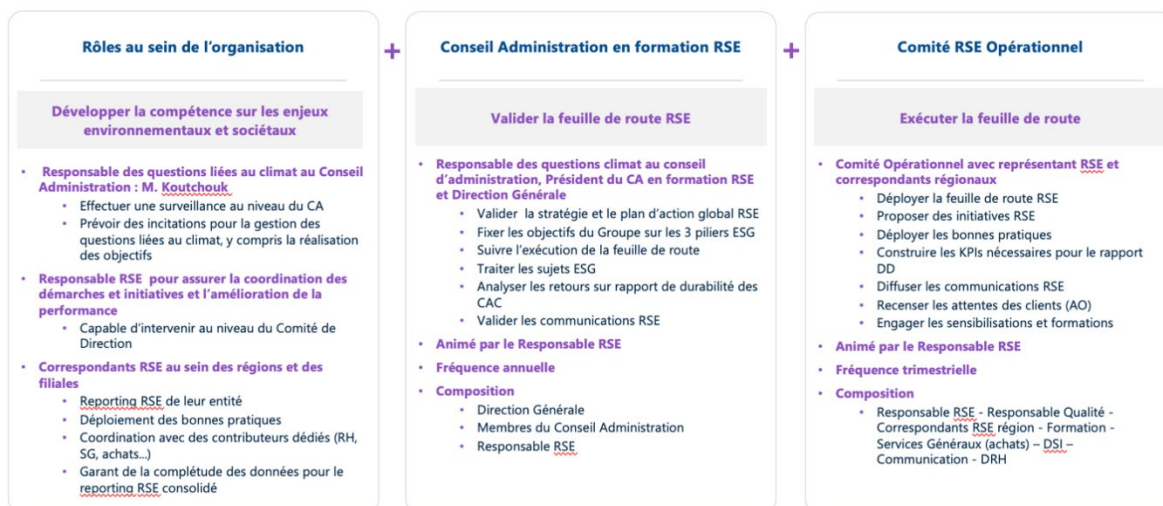 Rôles au sein de l'organisation
Développer la compétence sur les enjeux
environnementaux et sociétaux
• Responsable des questions liées au climat au Conseil
Administration : M. Koutchouk
• Effectuer une surveillance au niveau du CA
• Prévoir des incitations pour la gestion des
questions liées au climat, y compris la réalisation
des objectifs
• Responsable RSE pour assurer la coordination des
démarches et initiatives et l'amélioration de la
performance
• Capable d'intervenir au niveau du Comité de
Direction
• Correspondants RSE au sein des régions et des
filiales
• Reporting RSE de leur entité
• Déploiement des bonnes pratiques
• Coordination avec des contributeurs dédiés (RH,
SG, achats...)
• Garant de la complétude des données pour le
reporting RSE consolidé
+
Conseil Administration en formation RSE
Valider la feuille de route RSE
• Responsable des questions climat au conseil
d'administration, Président du CA en formation RSE
et Direction Générale
• Valider la stratégie et le plan d'action global RSE
• Fixer les objectifs du Groupe sur les 3 piliers ESG
• Suivre l'exécution de la feuille de route
• Traiter les sujets ESG
• Analyser les retours sur rapport de durabilité des
CAC
• Valider les communications RSE
• Animé par le Responsable RSE
• Fréquence annuelle
• Composition
• Direction Générale
• Membres du Conseil Administration
• Responsable RSE
+
Comité RSE Opérationnel
Exécuter la feuille de route
• Comité Opérationnel avec représentant RSE et
correspondants régionaux
• Déployer la feuille de route RSE
• Proposer des initiatives RSE
• Déployer les bonnes pratiques
• Construire les KPIs nécessaires pour le rapport
DD
• Diffuser les communications RSE
• Recenser les attentes des clients (AO)
• Engager les sensibilisations et formations
• Animé par le Responsable RSE
• Fréquence trimestrielle
• Composition
• Responsable RSE - Responsable Qualité -
Correspondants RSE région - Formation -
Services Généraux (achats) – DSI –
Communication - DRH